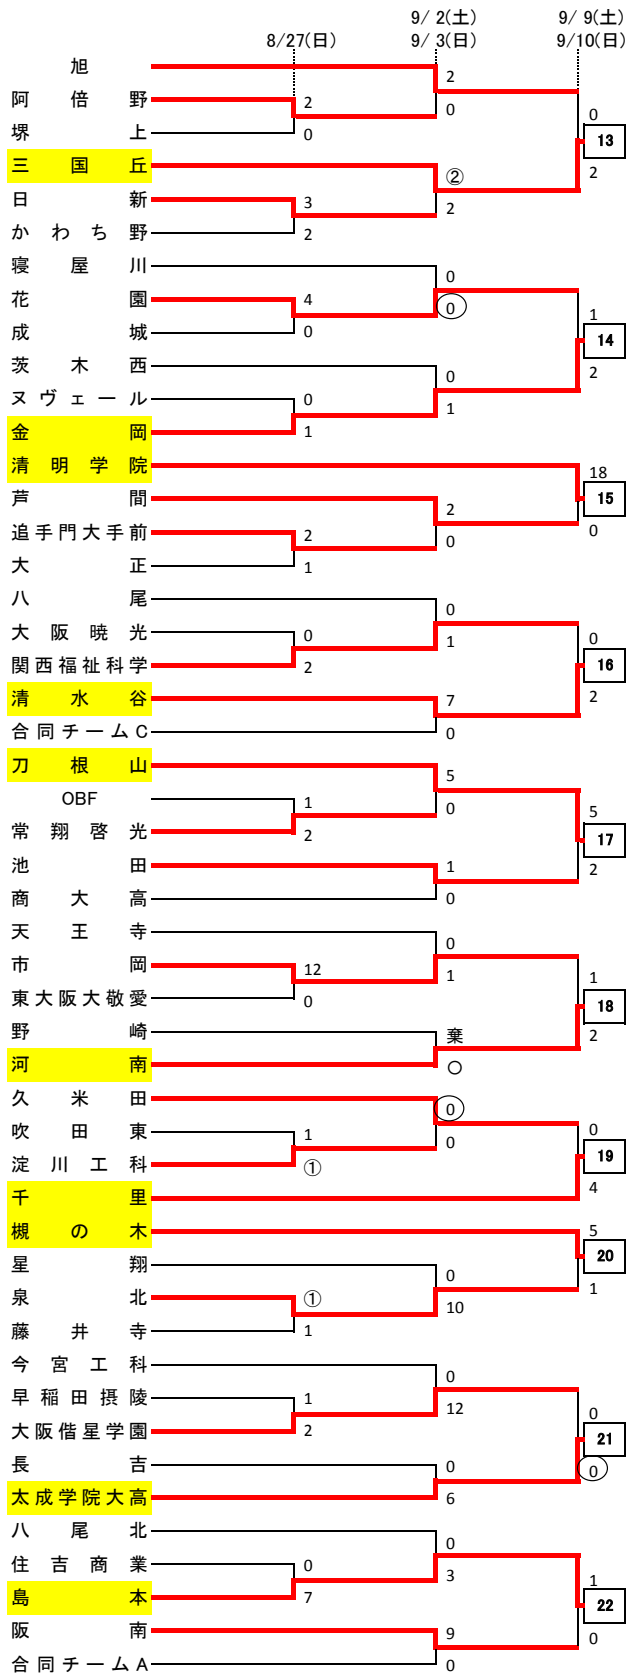 9/ 2(土) 9/ 9(土)
8/27(日) 9/ 3(日) 9/10(日)
旭
2
阿倍野
2
0
0
堺上
0
13
三国丘
②
2
日新
3
2
かわち野
2
寝屋川
0
花園
4
0
1
成城
0
14
茨木西
0
2
ヌヴェール
0
1
金岡
1
清明学院
18
芦間
2
15
追手門大手前
2
0
0
大正
1
八尾
0
大阪暁光
0
1
0
関西福祉科学
2
16
清水谷
7
2
合同チームC
0
刀根山
5
OBF
1
0
5
常翔啓光
2
17
池田
1
2
商大高
0
天王寺
0
市岡
12
1
1
東大阪大敬愛
0
18
野崎
棄
2
河南
○
久米田
0
吹田東
1
0
0
淀川工科
①
19
千里
4
槻の木
5
星翔
0
20
泉北
①
10
1
藤井寺
1
今宮工科
0
早稲田摂陵
1
12
0
大阪偕星学園
2
21
長吉
0
0
太成学院大高
6
八尾北
0
住吉商業
0
3
1
島本
7
22
阪南
9
0
合同チームA
0